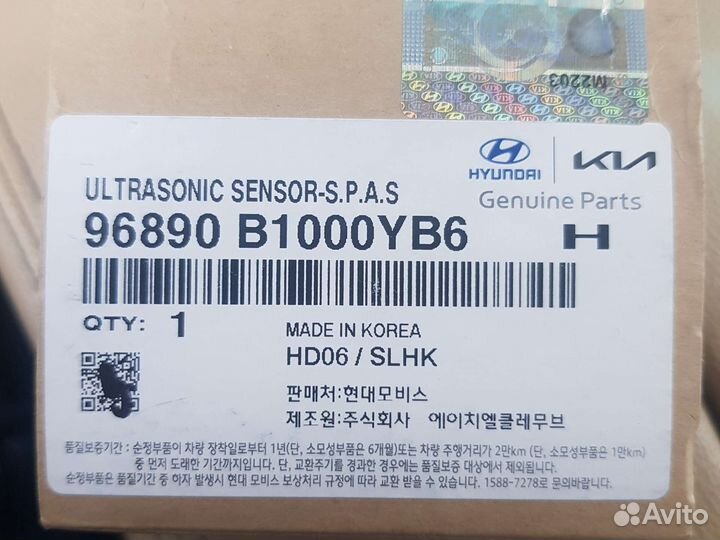 M2203
HYUNDAI KIA
Genuine Parts
ULTRASONIC SENSOR-S.P.A.S
96890 B1000YB6 H
QTY: 1
MADE IN KOREA
HD06 / SLHK
판매처:현대모비스
제조원:주식회사 에이치엘클레무브
품질보증기간 : 순정부품이 차량 장착일로부터 1년(단, 소모성부품은 6개월)또는 차량 주행거리가 2만km (단, 소모성부품은 1만km)
중 먼저 도래한 기간까지입니다. 단, 교환주기를 경과한 경우에는 품질보증 대상에서 제외됩니다.
품질보증기간 중 하자 발생시 현대 모비스 보상처리 규정에 따라 교환 받으실 수 있습니다. 1588-7278로 문의바랍니다.
Avito